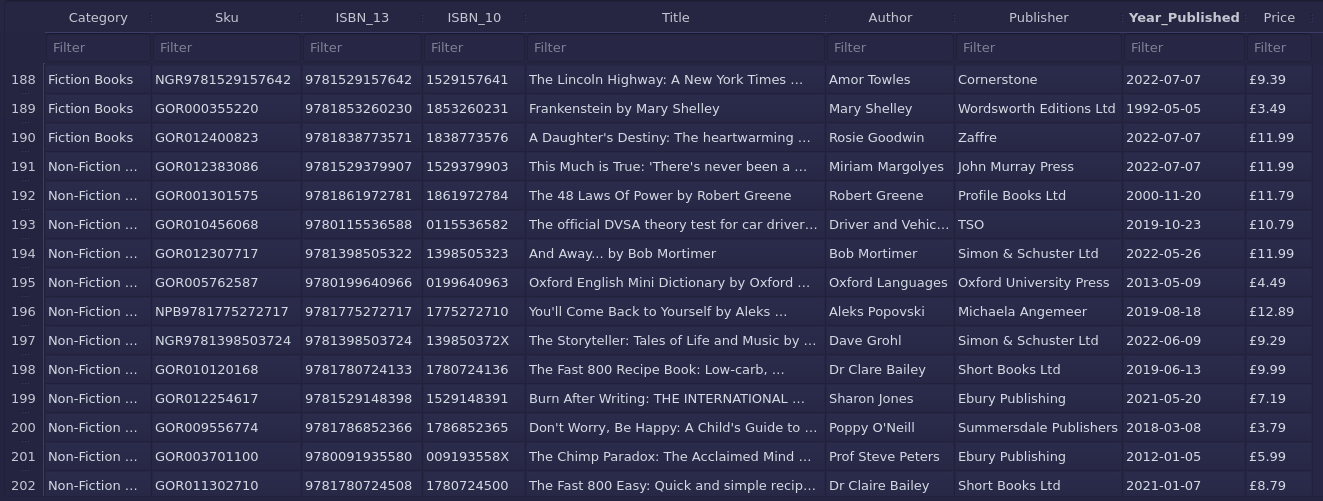 Category Sku ISBN_13 ISBN_10 Title Author Publisher Year_Published Price
Filter Filter Filter Filter Filter Filter Filter Filter Filter
188 Fiction Books NGR9781529157642 9781529157642 1529157641 The Lincoln Highway: A New York Times ... Amor Towles Cornerstone 2022-07-07 £9.39
189 Fiction Books GOR000355220 9781853260230 1853260231 Frankenstein by Mary Shelley Mary Shelley Wordsworth Editions Ltd 1992-05-05 £3.49
190 Fiction Books GOR012400823 9781838773571 1838773576 A Daughter's Destiny: The heartwarming ... Rosie Goodwin Zaffre 2022-07-07 £11.99
191 Non-Fiction ... GOR012383086 9781529379907 1529379903 This Much is True: 'There's never been a ... Miriam Margolyes John Murray Press 2022-07-07 £11.99
192 Non-Fiction ... GOR001301575 9781861972781 1861972784 The 48 Laws Of Power by Robert Greene Robert Greene Profile Books Ltd 2000-11-20 £11.79
193 Non-Fiction ... GOR010456068 9780115536588 0115536582 The official DVSA theory test for car driver... Driver and Vehic... TSO 2019-10-23 £10.79
194 Non-Fiction ... GOR012307717 9781398505322 1398505323 And Away... by Bob Mortimer Bob Mortimer Simon & Schuster Ltd 2022-05-26 £11.99
195 Non-Fiction ... GOR005762587 9780199640966 0199640963 Oxford English Mini Dictionary by Oxford ... Oxford Languages Oxford University Press 2013-05-09 £4.49
196 Non-Fiction ... NPB9781775272717 9781775272717 1775272710 You'll Come Back to Yourself by Aleks ... Aleks Popovski Michaela Angemeer 2019-08-18 £12.89
197 Non-Fiction ... NGR9781398503724 9781398503724 139850372X The Storyteller: Tales of Life and Music by ... Dave Grohl Simon & Schuster Ltd 2022-06-09 £9.29
198 Non-Fiction ... GOR010120168 9781780724133 1780724136 The Fast 800 Recipe Book: Low-carb, ... Dr Clare Bailey Short Books Ltd 2019-06-13 £9.99
199 Non-Fiction ... GOR012254617 9781529148398 1529148391 Burn After Writing: THE INTERNATIONAL ... Sharon Jones Ebury Publishing 2021-05-20 £7.19
200 Non-Fiction ... GOR009556774 9781786852366 1786852365 Don't Worry, Be Happy: A Child's Guide to ... Poppy O'Neill Summersdale Publishers 2018-03-08 £3.79
201 Non-Fiction ... GOR003701100 9780091935580 009193558X The Chimp Paradox: The Acclaimed Mind ... Prof Steve Peters Ebury Publishing 2012-01-05 £5.99
202 Non-Fiction ... GOR011302710 9781780724508 1780724500 The Fast 800 Easy: Quick and simple recip... Dr Claire Bailey Short Books Ltd 2021-01-07 £8.79